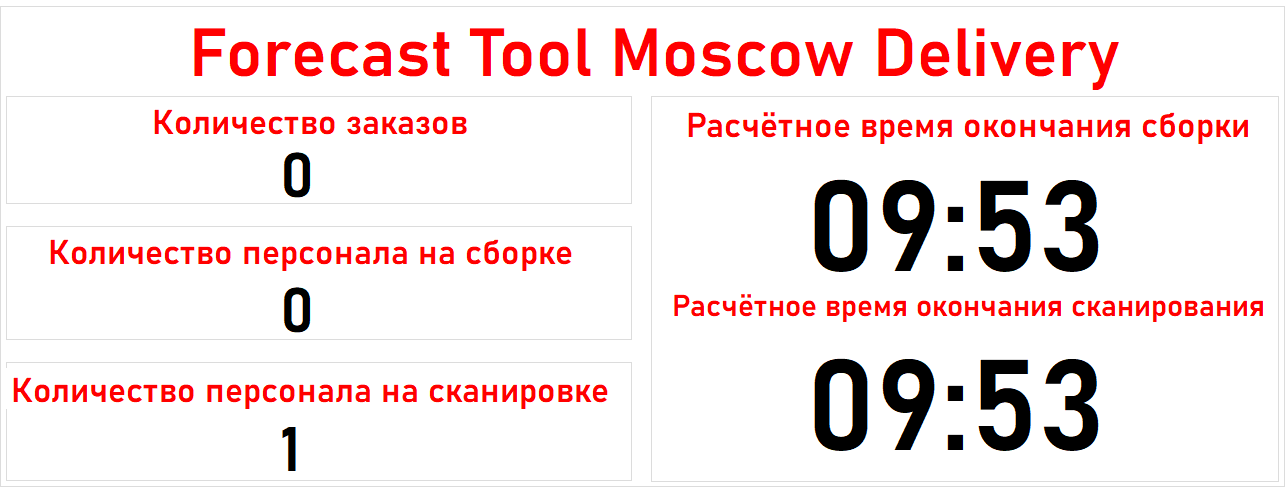 Forecast Tool Moscow Delivery
Количество заказов
0
Количество персонала на сборке
0
Количество персонала на сканировке
1
Расчётное время окончания сборки
09:53
Расчётное время окончания сканирования
09:53